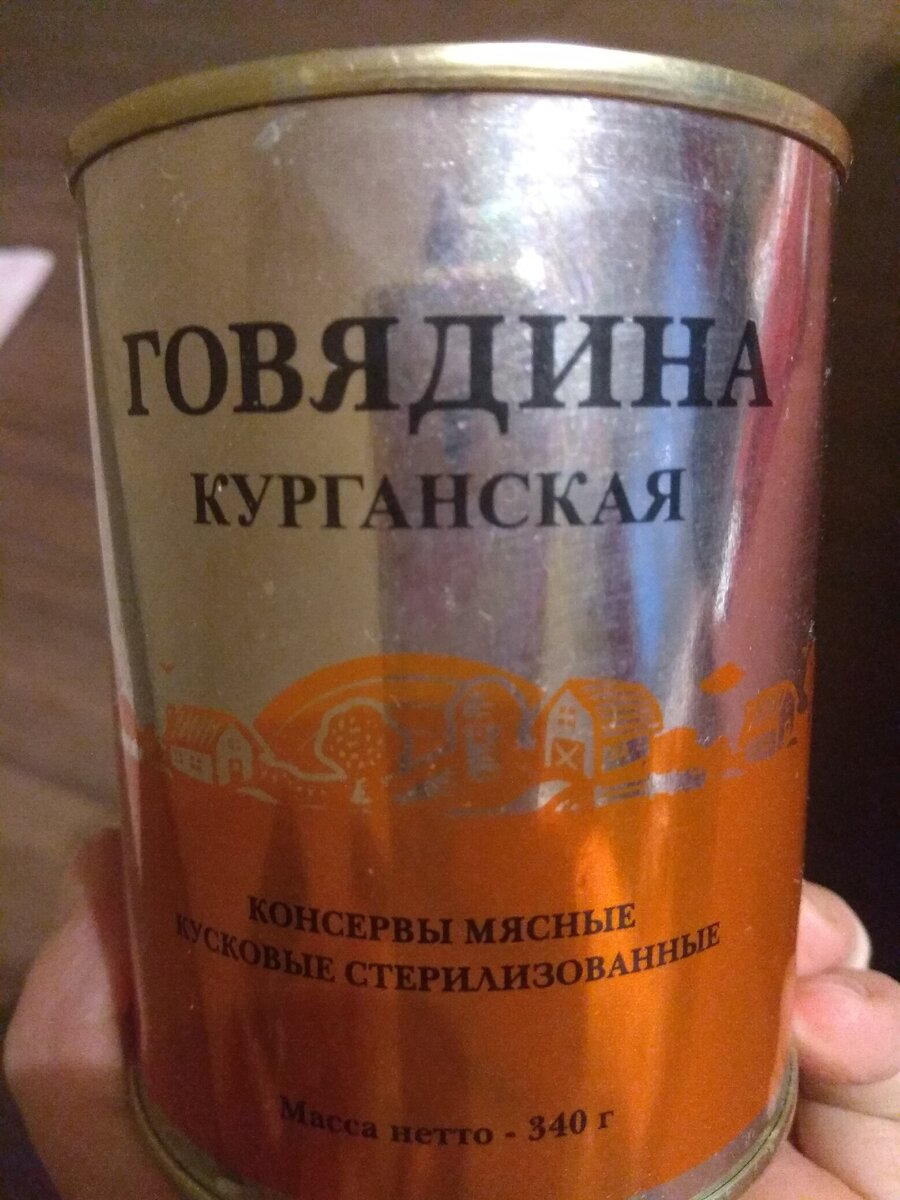 ГОВЯДИНА
КУРГАНСКАЯ
КОНСЕРВЫ МЯСНЫЕ
КУСКОВЫЕ СТЕРИЛИЗОВАННЫЕ
Масса нетто - 340 г